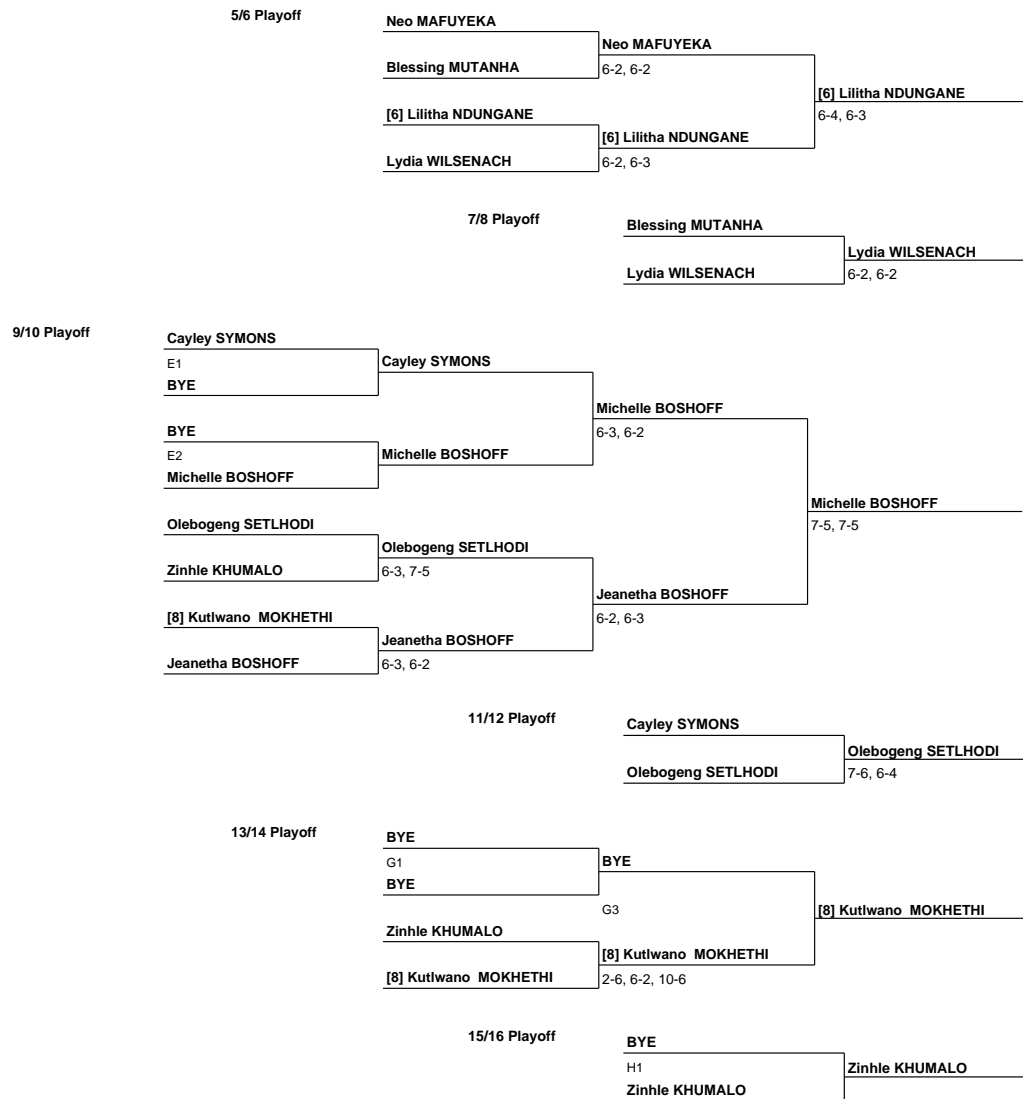 5/6 Playoff
Neo MAFUYEKA
Neo MAFUYEKA
Blessing MUTANHA
6-2, 6-2
[6] Lilitha NDUNGANE
[6] Lilitha NDUNGANE
6-4, 6-3
[6] Lilitha NDUNGANE
Lydia WILSENACH
6-2, 6-3
7/8 Playoff
Blessing MUTANHA
Lydia WILSENACH
Lydia WILSENACH
6-2, 6-2
9/10 Playoff
Cayley SYMONS
E1
Cayley SYMONS
BYE
Michelle BOSHOFF
BYE
6-3, 6-2
E2
Michelle BOSHOFF
Michelle BOSHOFF
Michelle BOSHOFF
Olebogeng SETLHODI
7-5, 7-5
Olebogeng SETLHODI
Zinhle KHUMALO
6-3, 7-5
Jeanetha BOSHOFF
[8] Kutlwano MOKHETHI
6-2, 6-3
Jeanetha BOSHOFF
Jeanetha BOSHOFF
6-3, 6-2
11/12 Playoff
Cayley SYMONS
Olebogeng SETLHODI
Olebogeng SETLHODI
7-6, 6-4
13/14 Playoff
BYE
G1
BYE
BYE
G3
[8] Kutlwano MOKHETHI
Zinhle KHUMALO
[8] Kutlwano MOKHETHI
[8] Kutlwano MOKHETHI
2-6, 6-2, 10-6
15/16 Playoff
BYE
H1
Zinhle KHUMALO
Zinhle KHUMALO